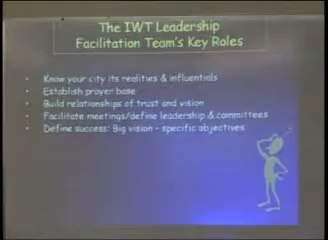 The IWT Leadership
Facilitation Team's Key Roles
Know your city its realities & influentials
Establish prayer base
Build relationships of trust and vision
Facilitate meetings/define leadership & committees
Define success: Big vision - specific objectives